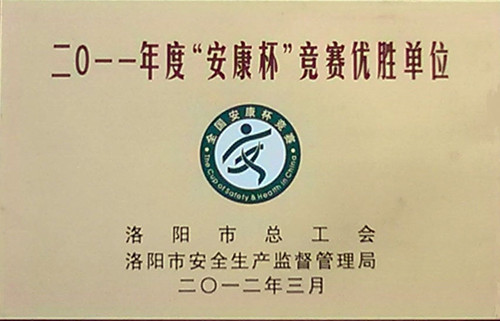 二〇一一年度“安康杯”竞赛优胜单位
全国安康杯竞赛
The Cup of Safety & Health in China
洛阳市总工会
洛阳市安全生产监督管理局
二〇一二年三月